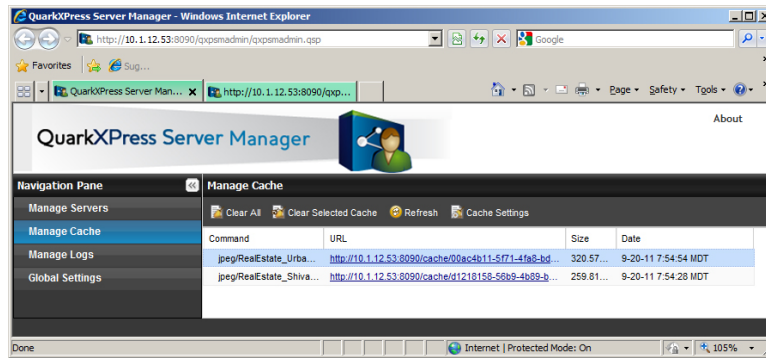 QuarkXPress Server Manager - Windows Internet Explorer
http://10.1.12.53:8090/qxpsmadmin/qxpsmadmin.qsp Google
Favorites Sug...
QuarkXPress Server Man... X http://10.1.12.53:8090/qxp... Page Safety Tools
About
QuarkXPress Server Manager
Navigation Pane Manage Cache
Manage Servers Clear All Clear Selected Cache Refresh Cache Settings
Manage Cache Command URL Size Date
jpeg/RealEstate_Urba... http://10.1.12.53:8090/cache/00ac4b11-5f71-4fa8-bd... 320.57... 9-20-11 7:54:54 MDT
Manage Logs
jpeg/RealEstate_Shiva... http://10.1.12.53:8090/cache/d1218158-56b9-4b89-b... 259.81... 9-20-11 7:54:28 MDT
Global Settings
Done Internet | Protected Mode: On 105%